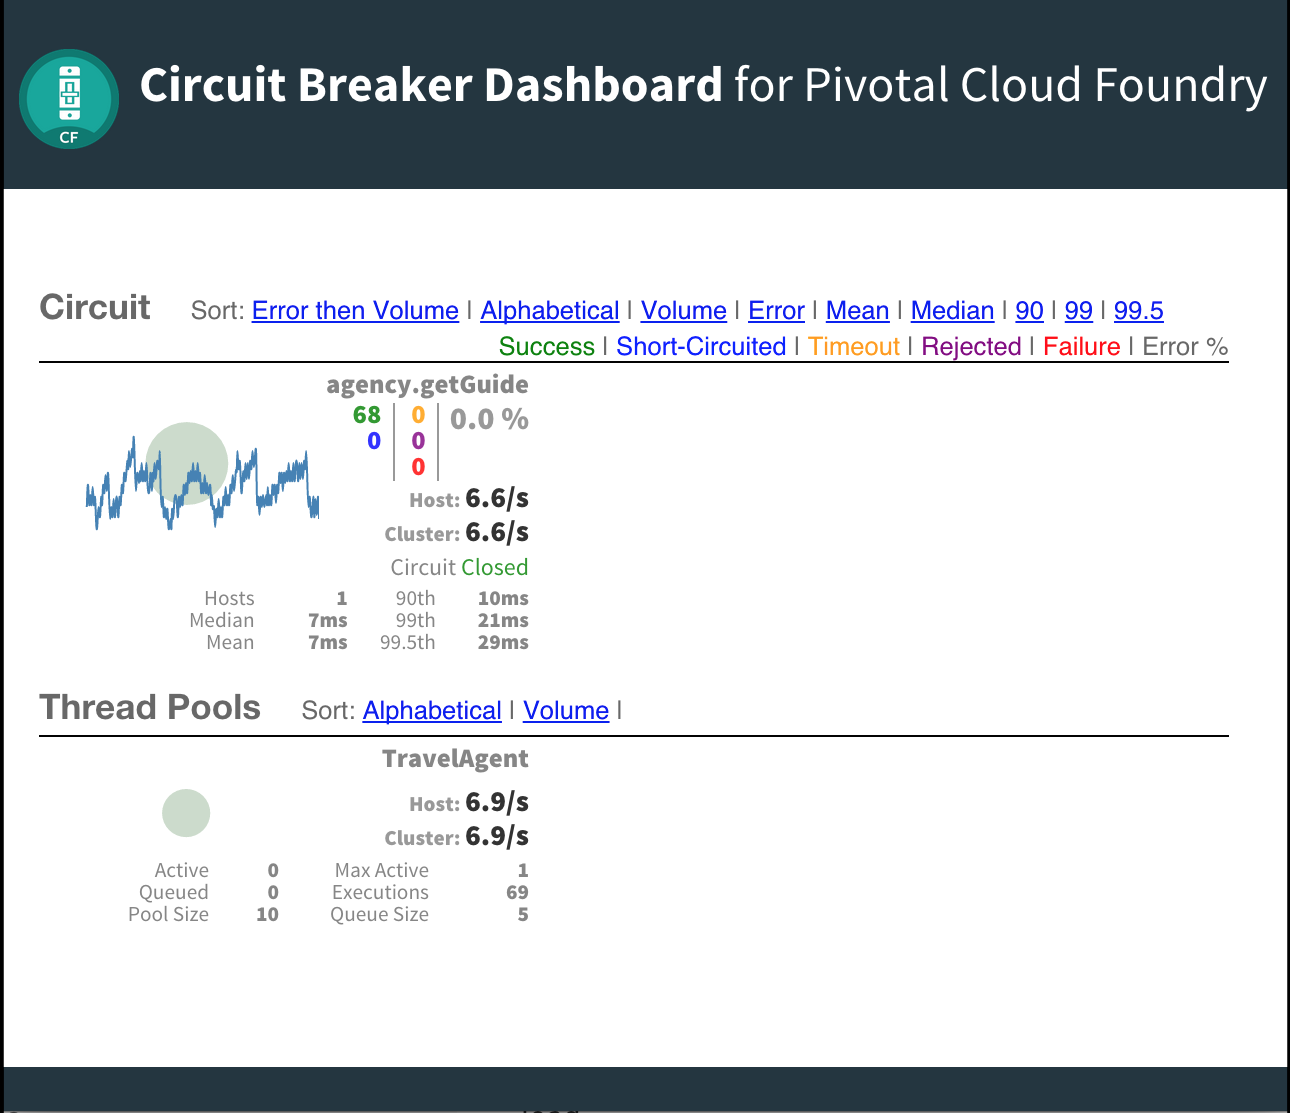 CF
Circuit Breaker Dashboard for Pivotal Cloud Foundry
Circuit Sort: Error then Volume | Alphabetical | Volume | Error | Mean | Median | 90 | 99 | 99.5
Success | Short-Circuited | Timeout | Rejected | Failure | Error %
agency.getGuide
68 | 0 | 0.0 %
0 | 0
0
Host: 6.6/s
Cluster: 6.6/s
Circuit Closed
Hosts 1 90th 10ms
Median 7ms 99th 21ms
Mean 7ms 99.5th 29ms
Thread Pools Sort: Alphabetical | Volume |
TravelAgent
Host: 6.9/s
Cluster: 6.9/s
Active 0 Max Active 1
Queued 0 Executions 69
Pool Size 10 Queue Size 5